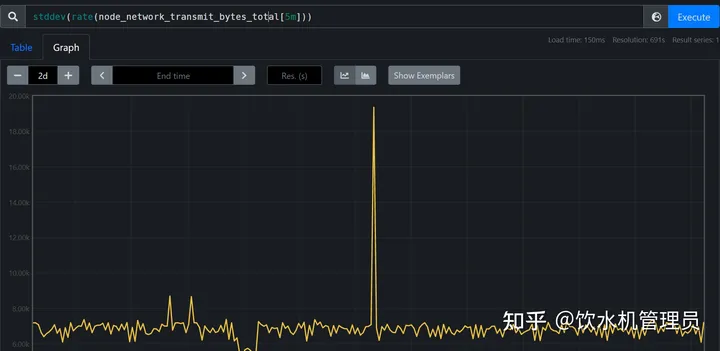 stddev(rate(node_network_transmit_bytes_total[5m]))
Execute
Load time: 150ms Resolution: 691s Result series: 1
Table
Graph
2d
End time
Res. (s)
Show Exemplars
20.00k
18.00k
16.00k
14.00k
12.00k
10.00k
8.00k
6.00k
知乎 @饮水机管理员